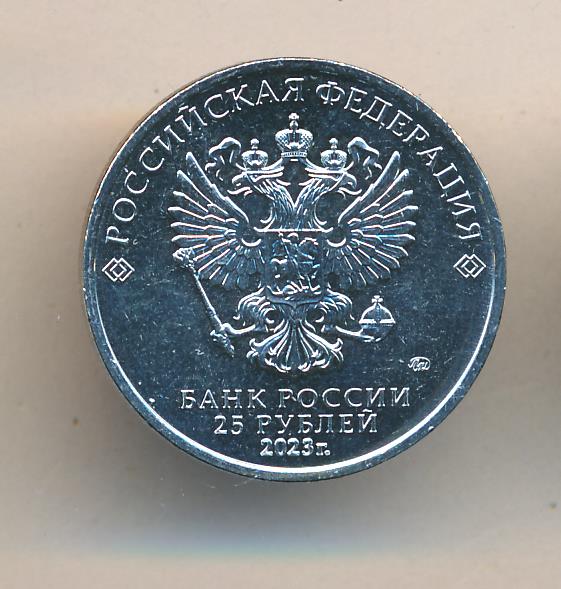 РОССИЙСКАЯ ФЕДЕРАЦИЯ
БАНК РОССИИ
25 РУБЛЕЙ
2023 г.